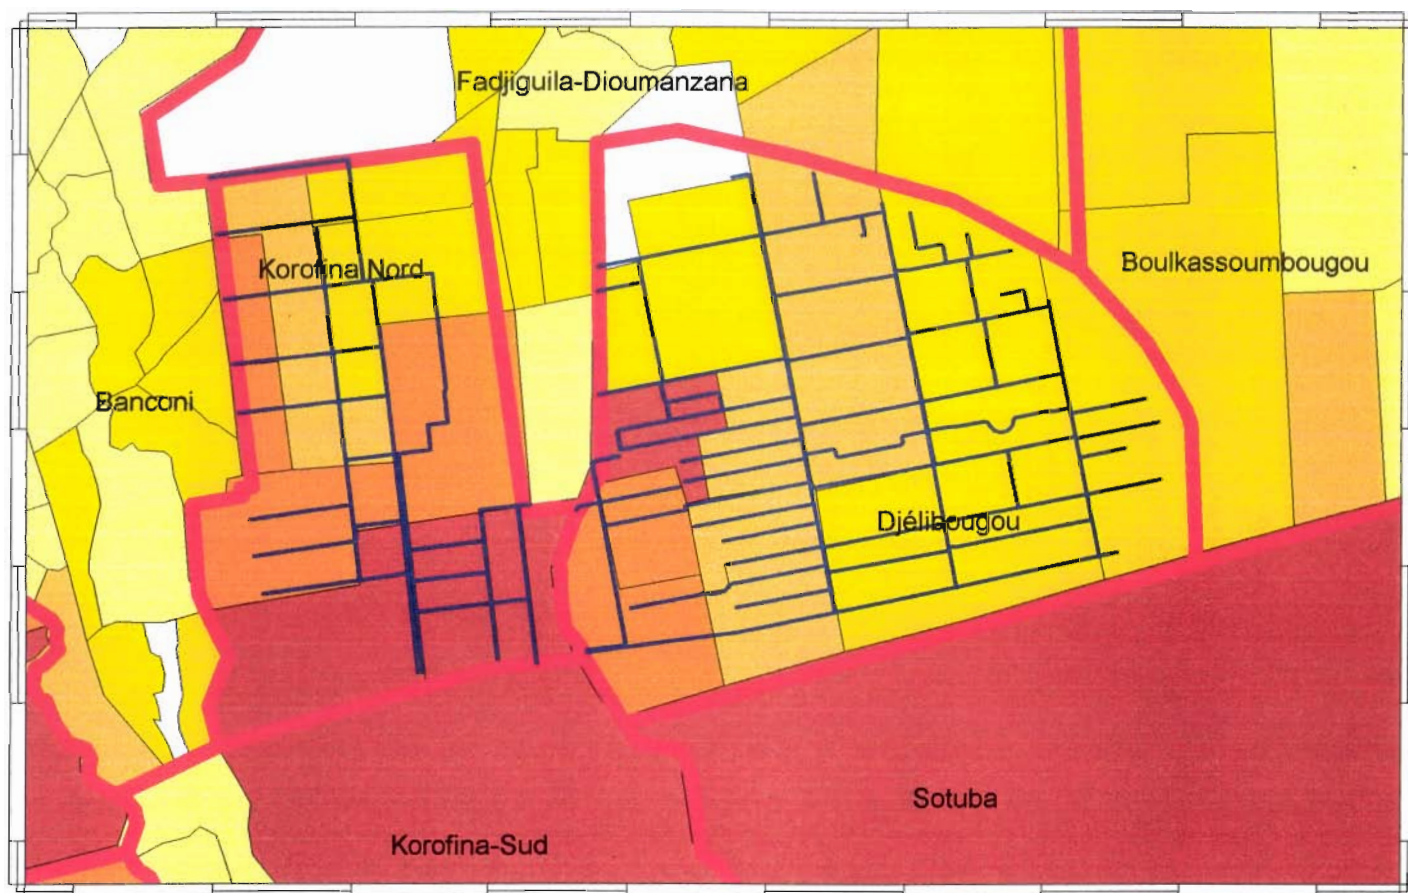 Fadjiguila-Dioumanzana
Korofina Nord
Boulkassoumbougou
Banconi
Djélibougou
Sotuba
Korofina-Sud